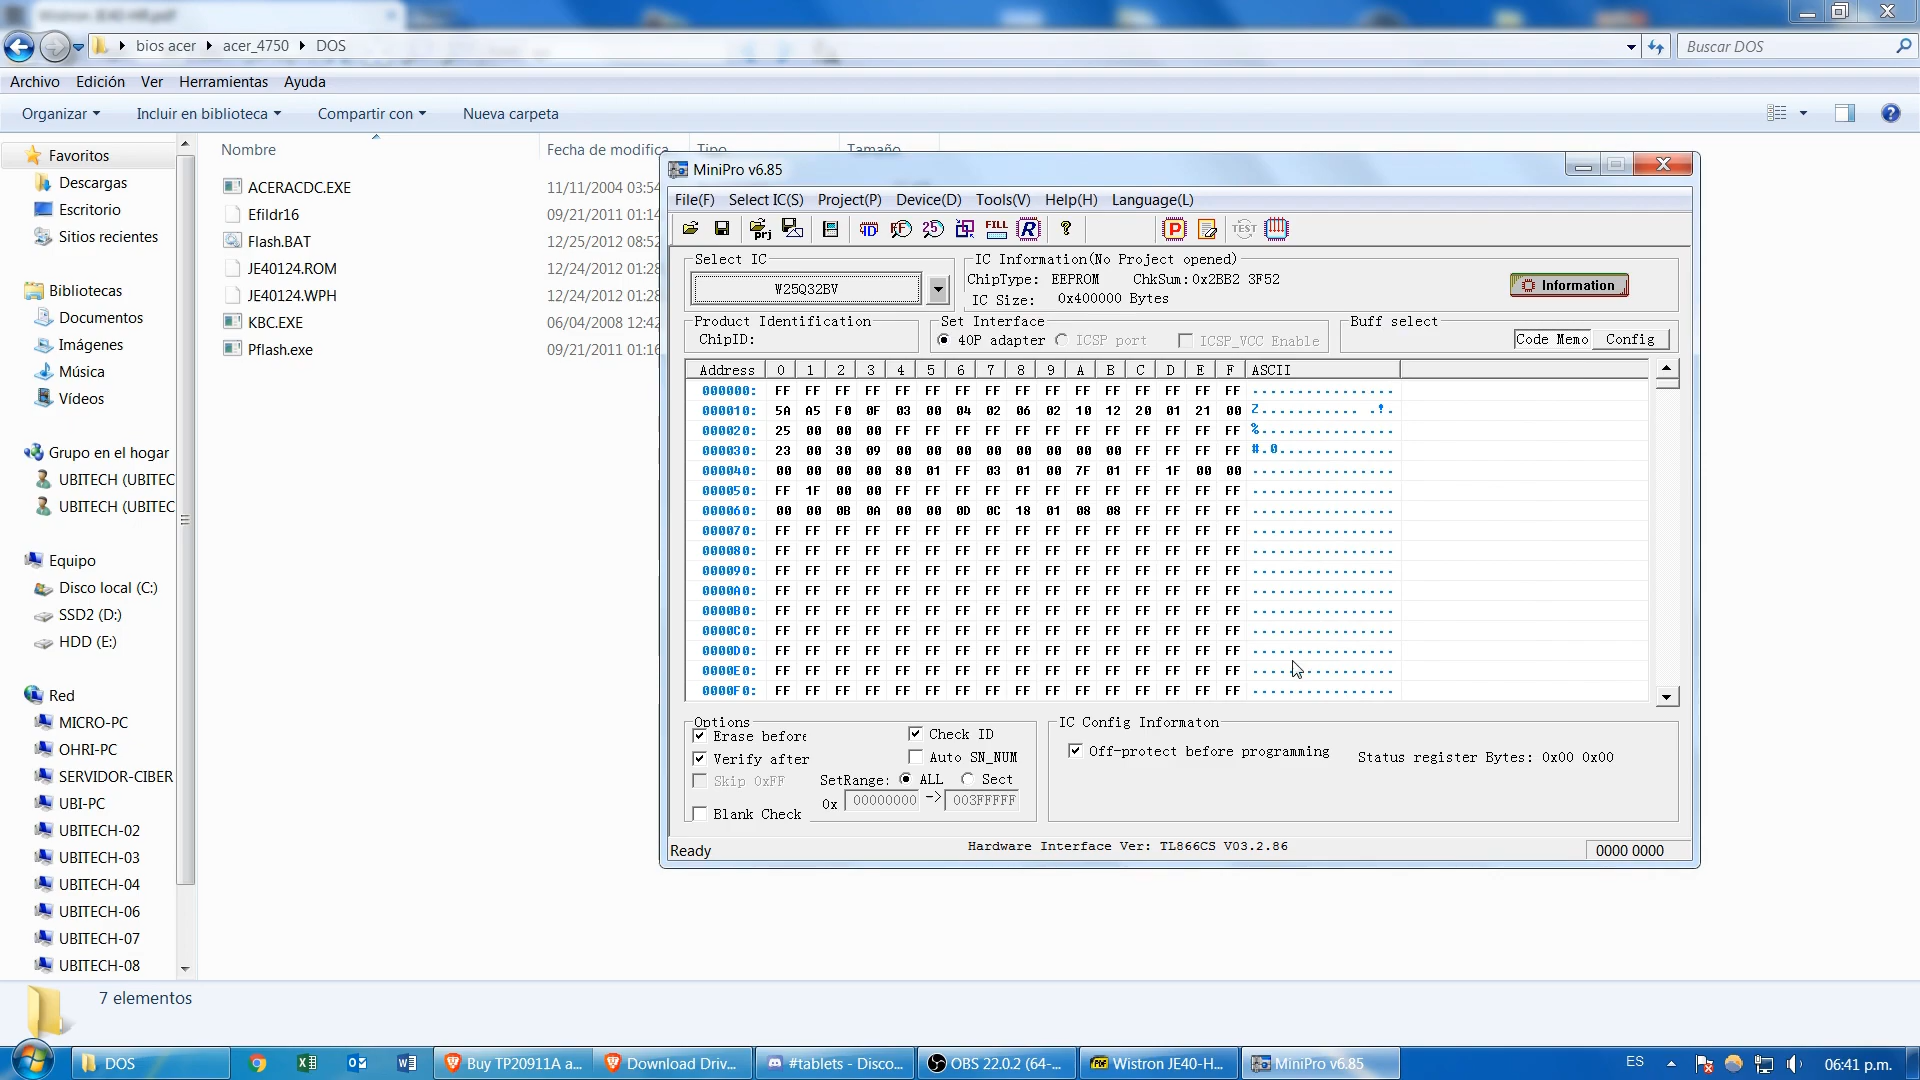 Wistron JE40-HR.pdf
bios acer
acer_4750
DOS
Buscar DOS
Archivo
Edición
Ver
Herramientas
Ayuda
Organizar
Incluir en biblioteca
Compartir con
Nueva carpeta
Favoritos
Descargas
Escritorio
Sitios recientes
Bibliotecas
Documentos
Imágenes
Música
Vídeos
Grupo en el hogar
UBITECH (UBITEC
UBITECH (UBITEC
Equipo
Disco local (C:)
SSD2 (D:)
HDD (E:)
Red
MICRO-PC
OHRI-PC
SERVIDOR-CIBER
UBI-PC
UBITECH-02
UBITECH-03
UBITECH-04
UBITECH-06
UBITECH-07
UBITECH-08
Nombre
Fecha de modifica
Tipo
Tamaño
ACERACDC.EXE 11/11/2004 03:54
Efildr16 09/21/2011 01:14
Flash.BAT 12/25/2012 08:52
JE40124.ROM 12/24/2012 01:28
JE40124.WPH 12/24/2012 01:28
KBC.EXE 06/04/2008 12:42
Pflash.exe 09/21/2011 01:16
MiniPro v6.85
File(F) Select IC(S) Project(P) Device(D) Tools(V) Help(H) Language(L)
prj ID 25 FILL R ? P TEST
Select IC
W25Q32BV
IC Information(No Project opened)
ChipType: EEPROM ChkSum:0x2BB2 3F52
IC Size: 0x400000 Bytes
Information
Product Identification
ChipID:
Set Interface
40P adapter ICSP port ICSP_VCC Enable
Buff select
Code Memo Config
Address 0 1 2 3 4 5 6 7 8 9 A B C D E F ASCII
000000: FF FF FF FF FF FF FF FF FF FF FF FF FF FF FF FF ................
000010: 5A A5 F0 0F 03 00 04 02 06 02 10 12 20 01 21 00 Z........... .!.
000020: 25 00 00 00 FF FF FF FF FF FF FF FF FF FF FF FF %...............
000030: 23 00 30 09 00 00 00 00 00 00 00 00 FF FF FF FF #.0.............
000040: 00 00 00 00 80 01 FF 03 01 00 7F 01 FF 1F 00 00 ................
000050: FF 1F 00 00 FF FF FF FF FF FF FF FF FF FF FF FF ................
000060: 00 00 0B 0A 00 00 0D 0C 18 01 08 08 FF FF FF FF ................
000070: FF FF FF FF FF FF FF FF FF FF FF FF FF FF FF FF ................
000080: FF FF FF FF FF FF FF FF FF FF FF FF FF FF FF FF ................
000090: FF FF FF FF FF FF FF FF FF FF FF FF FF FF FF FF ................
0000A0: FF FF FF FF FF FF FF FF FF FF FF FF FF FF FF FF ................
0000B0: FF FF FF FF FF FF FF FF FF FF FF FF FF FF FF FF ................
0000C0: FF FF FF FF FF FF FF FF FF FF FF FF FF FF FF FF ................
0000D0: FF FF FF FF FF FF FF FF FF FF FF FF FF FF FF FF ................
0000E0: FF FF FF FF FF FF FF FF FF FF FF FF FF FF FF FF ................
0000F0: FF FF FF FF FF FF FF FF FF FF FF FF FF FF FF FF ................
Options
Erase before
Check ID
Verify after
Auto SN_NUM
Skip 0xFF
SetRange: ALL Sect
0x 00000000 -> 003FFFFF
Blank Check
IC Config Informaton
Off-protect before programming
Status register Bytes: 0x00 0x00
Ready
Hardware Interface Ver: TL866CS V03.2.86
0000 0000
7 elementos
DOS
Buy TP20911A a...
Download Driv...
#tablets - Disco...
OBS 22.0.2 (64-...
Wistron JE40-H...
MiniPro v6.85
ES
06:41 p.m.